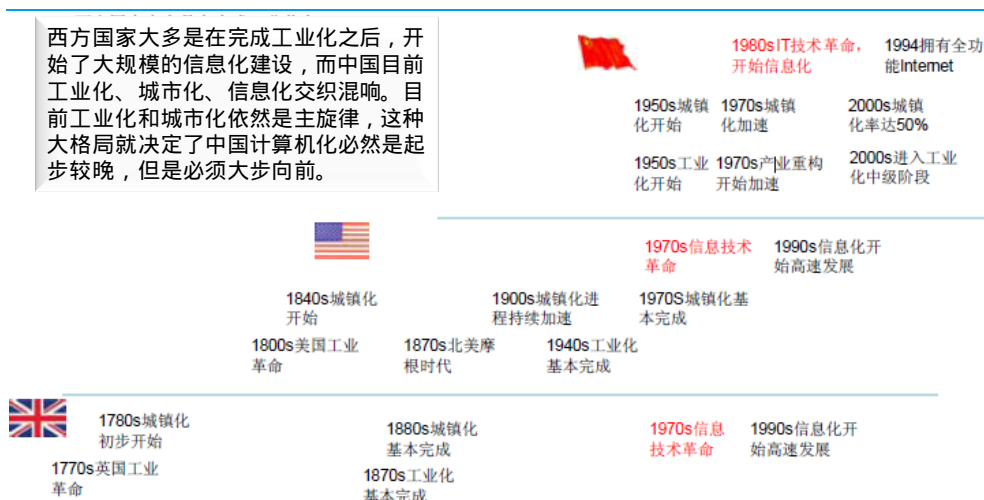 西方国家大多是在完成工业化之后，开
始了大规模的信息化建设，而中国目前
工业化、城市化、信息化交织混响。目
前工业化和城市化依然是主旋律，这种
大格局就决定了中国计算机化必然是起
步较晚，但是必须大步向前。
1980s IT技术革命，
开始信息化
1994拥有全功
能Internet
1950s城镇
化开始
1970s城镇
化加速
2000s城镇
化率达50%
1950s工业
化开始
1970s产业重构
开始加速
2000s进入工业
化中级阶段
1970s信息技术
革命
1990s信息化开
始高速发展
1840s城镇化
开始
1900s城镇化进
程持续加速
1970S城镇化基
本完成
1800s美国工业
革命
1870s北美摩
根时代
1940s工业化
基本完成
1780s城镇化
初步开始
1880s城镇化
基本完成
1970s信息
技术革命
1990s信息化开
始高速发展
1770s英国工业
革命
1870s工业化
基本完成